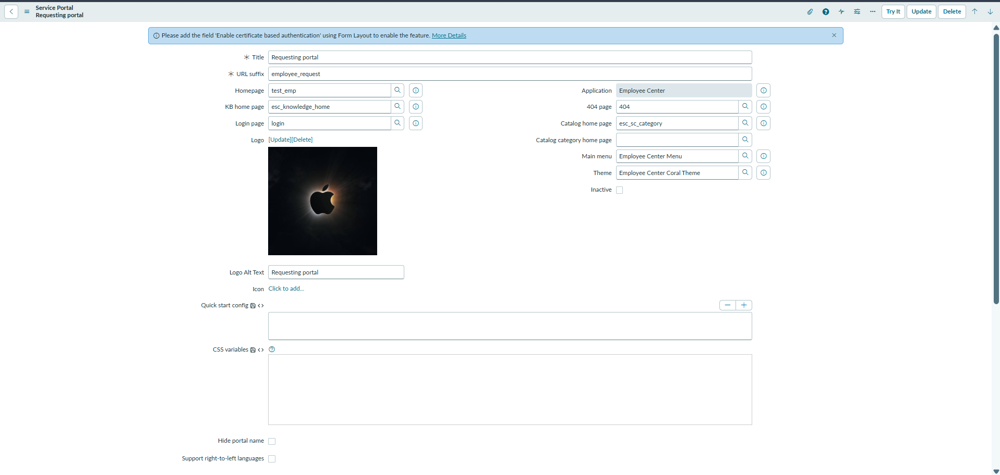 Service Portal
Requesting portal
Try It
Update
Delete
Please add the field 'Enable certificate based authentication' using Form Layout to enable the feature. More Details
Title
Requesting portal
URL suffix
employee_request
Homepage
test_emp
Application
Employee Center
KB home page
esc_knowledge_home
404 page
404
Login page
login
Catalog home page
esc_sc_category
Logo
[Update][Delete]
Catalog category home page
Main menu
Employee Center Menu
Theme
Employee Center Coral Theme
Inactive
Logo Alt Text
Requesting portal
Icon
Click to add...
Quick start config
CSS variables
Hide portal name
Support right-to-left languages